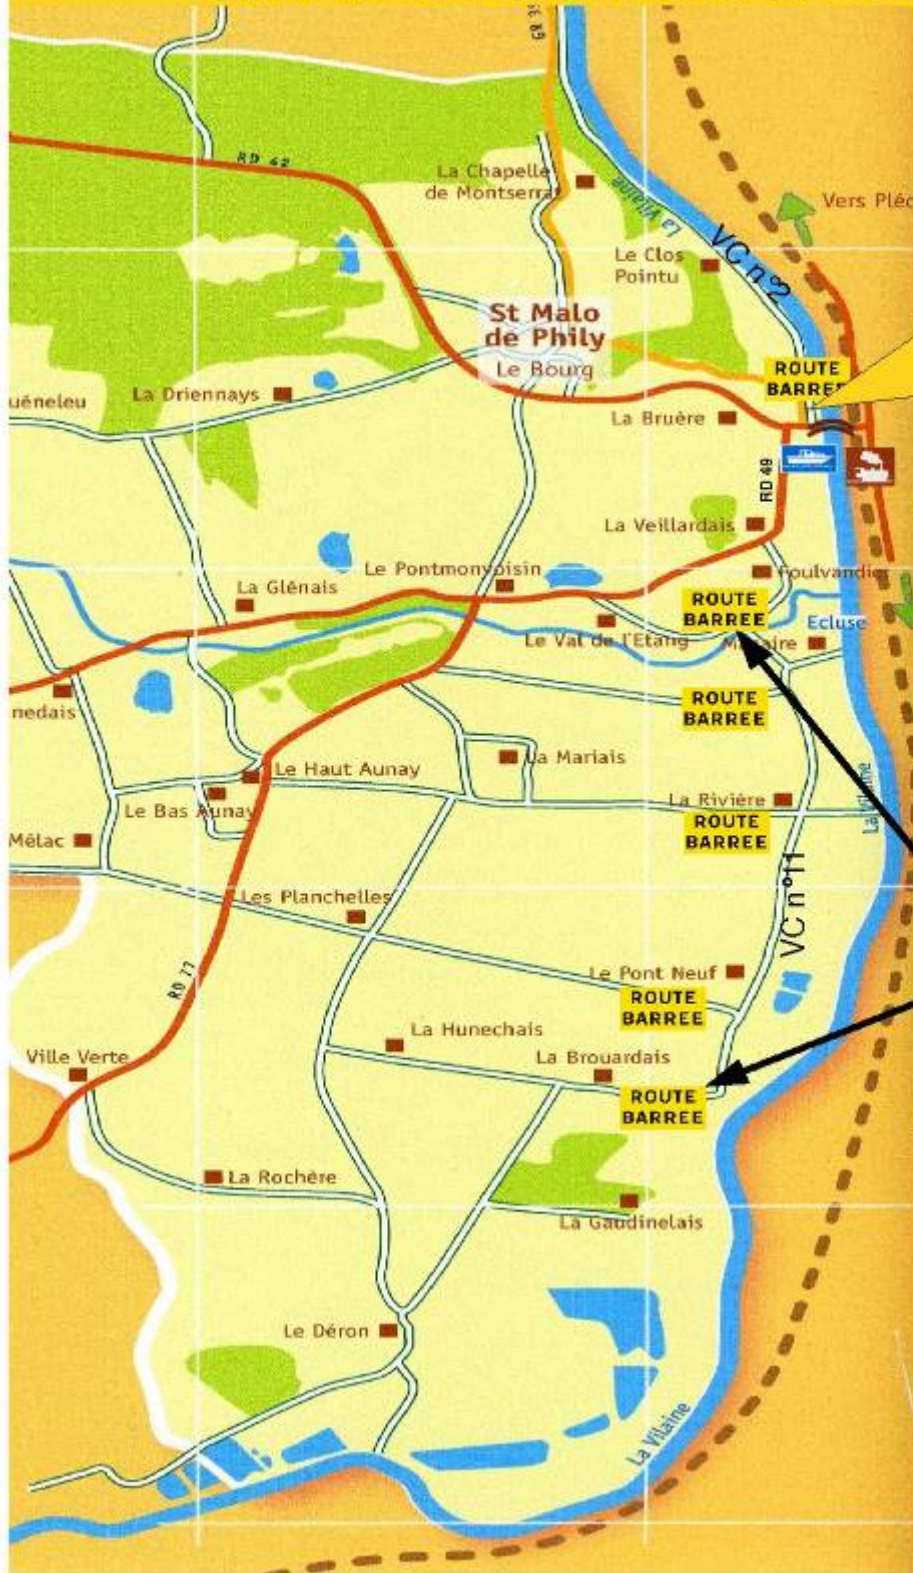 GR 39
RD 42
La Chapelle
de Montserrat
La Vilaine
Vers Pléc
Le Clos
Pointu
VC n°2
St Malo
de Phily
Le Bourg
ROUTE
BARREE
uéneleu
La Driennays
La Bruère
RD 49
La Veillardais
Le Pontmonvoisin
Foulvandier
La Glénais
ROUTE
BARREE
Ecluse
Le Val de l'Etang
nedais
ROUTE
BARREE
La Mariais
Le Haut Aunay
La Vilaine
Le Bas Aunay
La Rivière
ROUTE
BARREE
Mélac
VC n°11
Les Planchelles
Le Pont Neuf
RD 77
ROUTE
BARREE
La Hunechais
Ville Verte
La Brouardais
ROUTE
BARREE
La Rochère
La Gaudinelais
Le Déron
La Vilaine